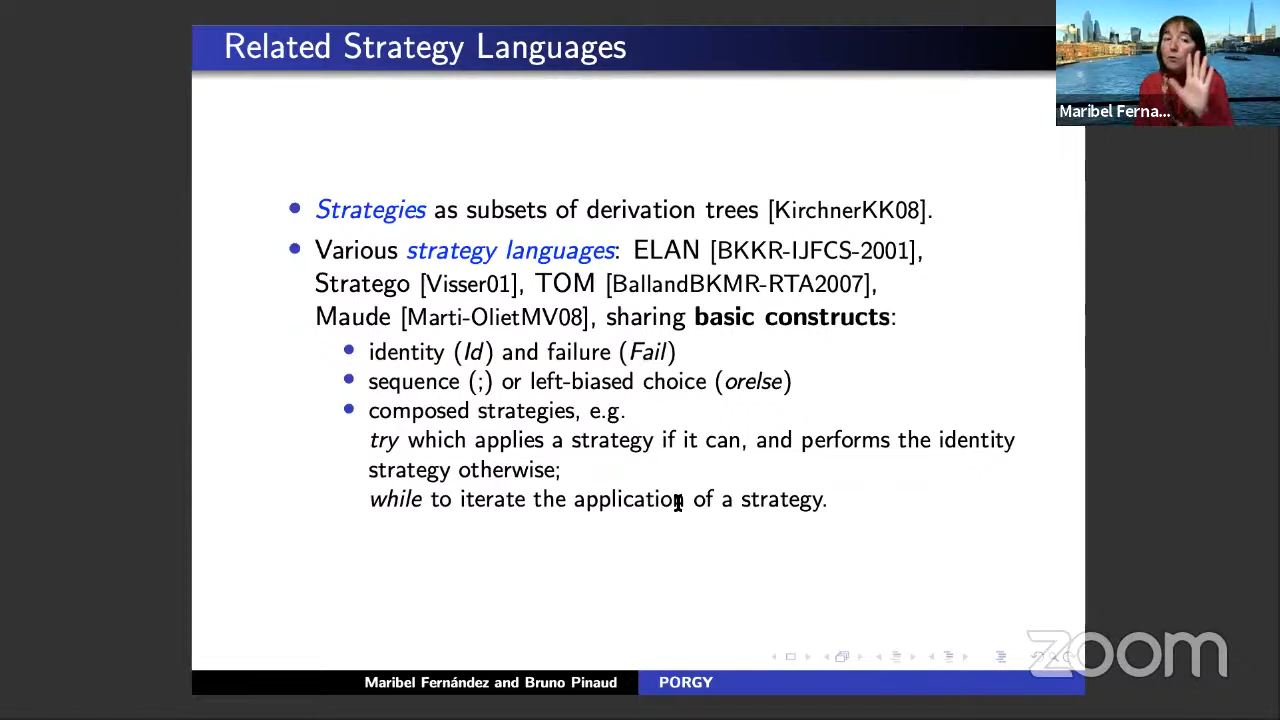 Related Strategy Languages
Maribel Ferna...
• Strategies as subsets of derivation trees [KirchnerKK08].
• Various strategy languages: ELAN [BKKR-IJFCS-2001],
Stratego [Visser01], TOM [BallandBKMR-RTA2007],
Maude [Marti-OlietMV08], sharing basic constructs:
• identity (Id) and failure (Fail)
• sequence (;) or left-biased choice (orelse)
• composed strategies, e.g.
try which applies a strategy if it can, and performs the identity
strategy otherwise;
while to iterate the application of a strategy.
zoom
Maribel Fernández and Bruno Pinaud
PORGY